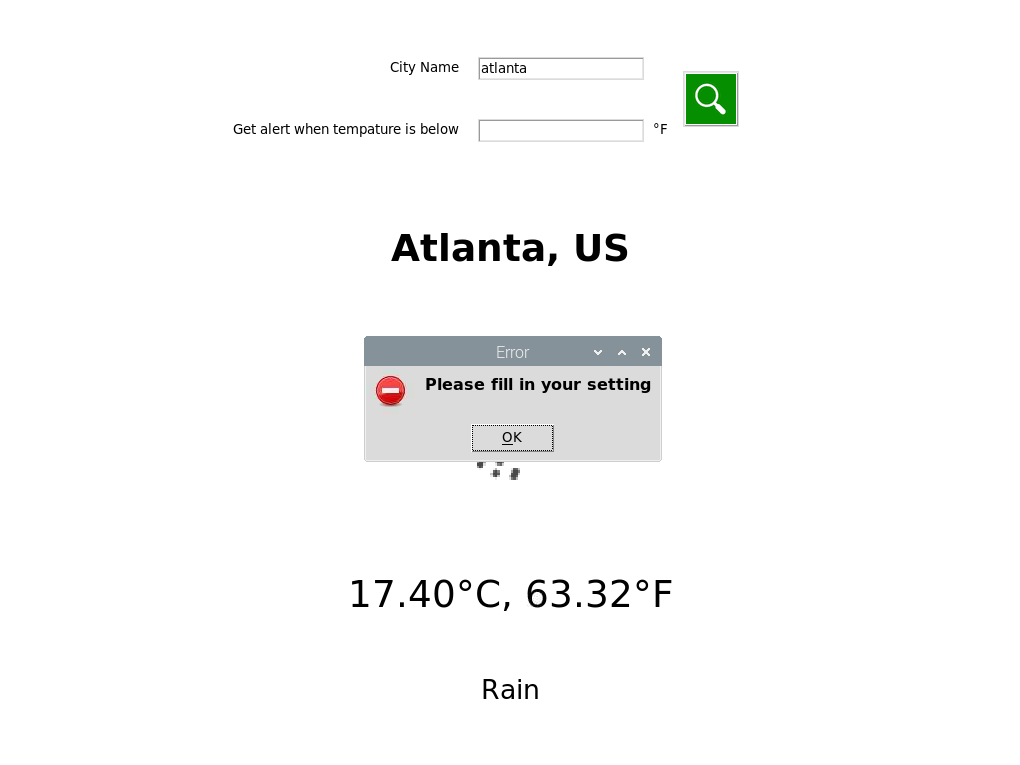 City Name atlanta
Get alert when tempature is below °F
Atlanta, US
Error
Please fill in your setting
OK
17.40°C, 63.32°F
Rain